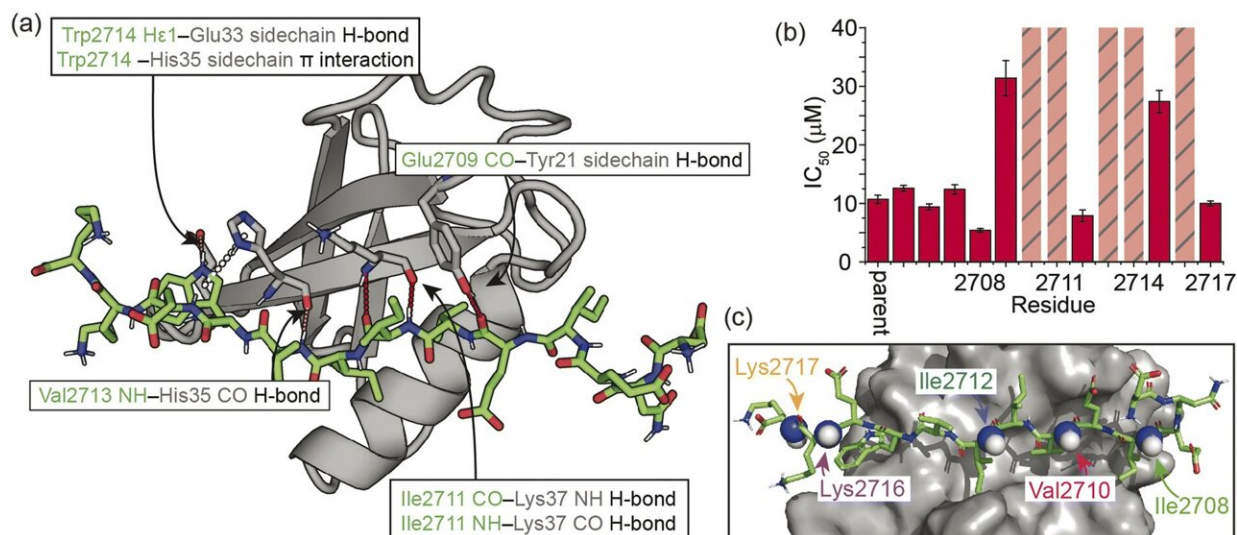 (a)
Trp2714 Hε1–Glu33 sidechain H-bond
Trp2714 –His35 sidechain π interaction
Glu2709 CO–Tyr21 sidechain H-bond
Val2713 NH–His35 CO H-bond
Ile2711 CO–Lys37 NH H-bond
Ile2711 NH–Lys37 CO H-bond
(b)
IC50 (μM)
40
30
20
10
0
parent
2708
2711
2714
2717
Residue
(c)
Lys2717
Ile2712
Lys2716
Val2710
Ile2708